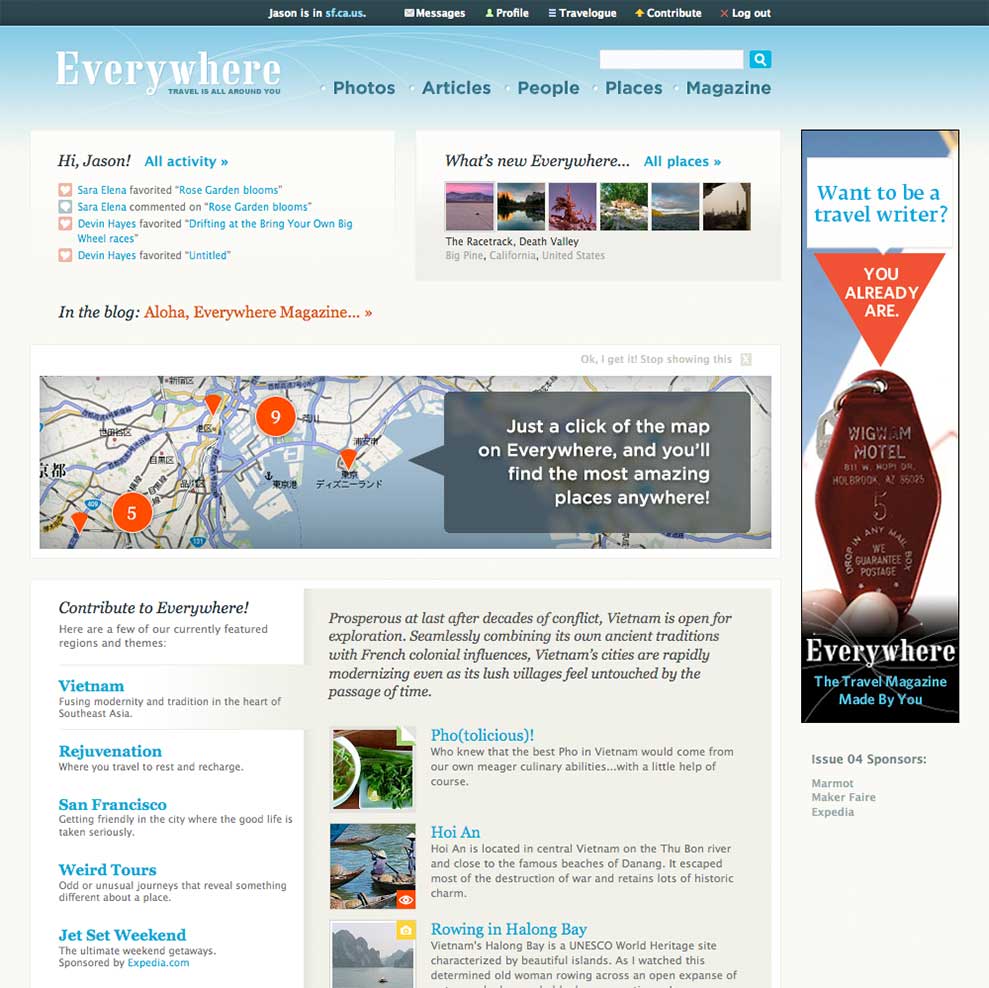 Jason is in sf.ca.us. Messages Profile Travelogue Contribute Log out
Everywhere
TRAVEL IS ALL AROUND YOU
Photos Articles People Places Magazine
Hi, Jason! All activity »
Sara Elena favorited “Rose Garden blooms”
Sara Elena commented on “Rose Garden blooms”
Devin Hayes favorited “Drifting at the Bring Your Own Big
Wheel races”
Devin Hayes favorited “Untitled”
What’s new Everywhere... All places »
The Racetrack, Death Valley
Big Pine, California, United States
In the blog: Aloha, Everywhere Magazine... »
Ok, I get it! Stop showing this X
新宿区
世田谷区
港区
目黒区
品川区
京都
東京港
浦安市
東京
ディズニーランド
409
131
9
5
Just a click of the map
on Everywhere, and you’ll
find the most amazing
places anywhere!
Contribute to Everywhere!
Here are a few of our currently featured
regions and themes:
Vietnam
Fusing modernity and tradition in the heart of
Southeast Asia.
Rejuvenation
Where you travel to rest and recharge.
San Francisco
Getting friendly in the city where the good life is
taken seriously.
Weird Tours
Odd or unusual journeys that reveal something
different about a place.
Jet Set Weekend
The ultimate weekend getaways.
Sponsored by Expedia.com
Prosperous at last after decades of conflict, Vietnam is open for
exploration. Seamlessly combining its own ancient traditions
with French colonial influences, Vietnam’s cities are rapidly
modernizing even as its lush villages feel untouched by the
passage of time.
Pho(tolicious)!
Who knew that the best Pho in Vietnam would come from
our own meager culinary abilities...with a little help of
course.
Hoi An
Hoi An is located in central Vietnam on the Thu Bon river
and close to the famous beaches of Danang. It escaped
most of the destruction of war and retains lots of historic
charm.
Rowing in Halong Bay
Vietnam's Halong Bay is a UNESCO World Heritage site
characterized by beautiful islands. As I watched this
determined old woman rowing across an open expanse of
Want to be a
travel writer?
YOU
ALREADY
ARE.
WIGWAM
MOTEL
811 W. HOPI DR.
HOLBROOK, AZ 86025
5
DROP IN ANY MAIL BOX
WE
GUARANTEE
POSTAGE
Everywhere
The Travel Magazine
Made By You
Issue 04 Sponsors:
Marmot
Maker Faire
Expedia